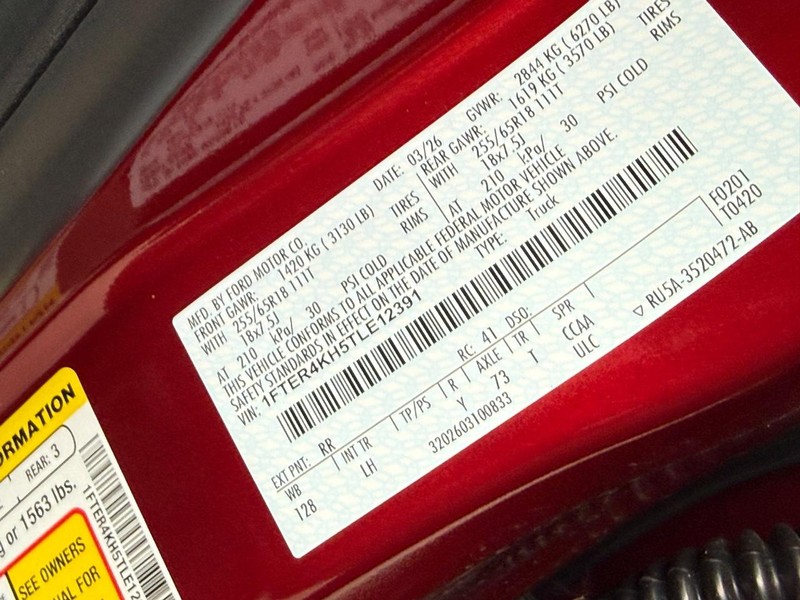 MFD. BY FORD MOTOR CO.
DATE: 03/26 GVWR: 2844 KG ( 6270 LB)
FRONT GAWR: 1420 KG ( 3130 LB) REAR GAWR: 1619 KG ( 3570 LB)
WITH 255/65R18 111T TIRES WITH 255/65R18 111T TIRES
18x7.5J RIMS 18x7.5J RIMS
AT 210 kPa/ 30 PSI COLD AT 210 kPa/ 30 PSI COLD
THIS VEHICLE CONFORMS TO ALL APPLICABLE FEDERAL MOTOR VEHICLE
SAFETY STANDARDS IN EFFECT ON THE DATE OF MANUFACTURE SHOWN ABOVE.
VIN: 1FTER4KH5TLE12391 TYPE: Truck
F0201
T0420
EXT PNT: RR RC: 41 DSO:
WB INT TR TP/PS R AXLE TR SPR
128 LH Y 73 T CCAA
3202603100833 ULC
▽ RU5A-3520472-AB
ORMATION
REAR: 3
g or 1563 lbs.
SEE OWNERS
UAL FOR
1FTER4KH5TLE12